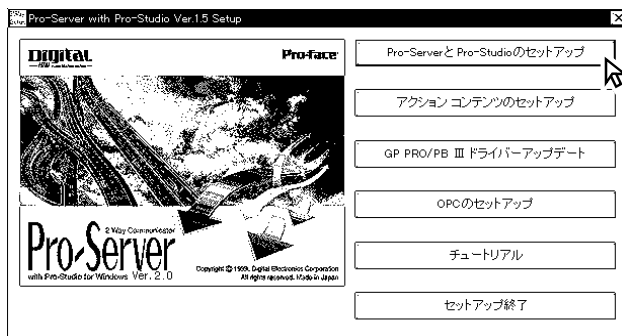 Pro-Server with Pro-Studio Ver.1.5 Setup
Digital
Pro-face
2 Way Communicator
Pro-Server
with Pro-Studio for Windows Ver. 2.0
Copyright © 1999, Digital Electronics Corporation
All rights reserved. Made in Japan
Pro-ServerとPro-Studioのセットアップ
アクション コンテンツのセットアップ
GP PRO/PB Ⅲ ドライバーアップデート
OPCのセットアップ
チュートリアル
セットアップ終了